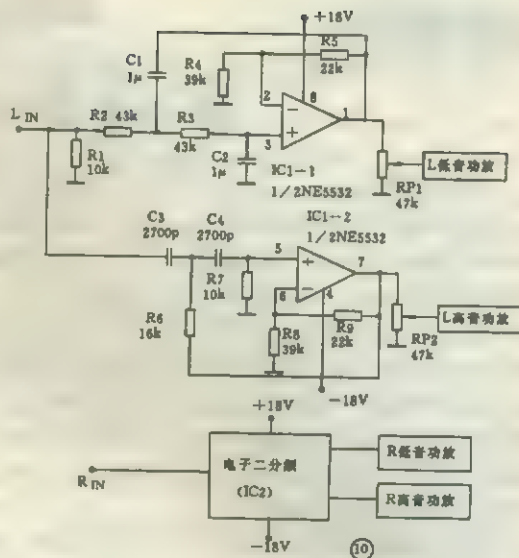 +18V
C1
1μ
R4
39k
R5
22k
2
8
1
3
LIN
R2 43k
R3
43k
R1
10k
C2
1μ
IC1-1
1/2NE5532
RP1
47k
L低音功放
C3
2700p
C4
2700p
IC1-2
1/2NE5532
5
7
6
4
R7
10k
R6
16k
R8
39k
R9
22k
RP2
47k
L高音功放
-18V
+18V
RIN
电子二分频
(IC2)
R低音功放
R高音功放
-18V
⑩